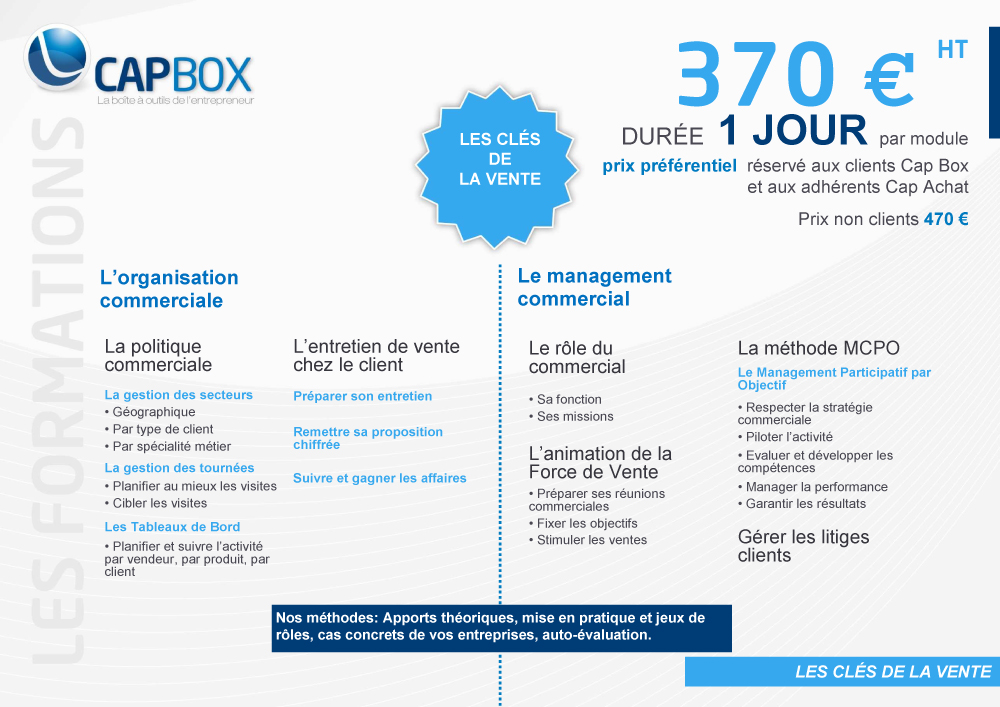 CAPBOX
La boîte à outils de l'entrepreneur
LES FORMATIONS
LES CLÉS
DE
LA VENTE
370 € HT
DURÉE 1 JOUR par module
prix préférentiel réservé aux clients Cap Box
et aux adhérents Cap Achat
Prix non clients 470 €
L'organisation
commerciale
La politique
commerciale
La gestion des secteurs
• Géographique
• Par type de client
• Par spécialité métier
La gestion des tournées
• Planifier au mieux les visites
• Cibler les visites
Les Tableaux de Bord
• Planifier et suivre l'activité
par vendeur, par produit, par
client
L'entretien de vente
chez le client
Préparer son entretien
Remettre sa proposition
chiffrée
Suivre et gagner les affaires
Le management
commercial
Le rôle du
commercial
• Sa fonction
• Ses missions
L'animation de la
Force de Vente
• Préparer ses réunions
commerciales
• Fixer les objectifs
• Stimuler les ventes
La méthode MCPO
Le Management Participatif par
Objectif
• Respecter la stratégie
commerciale
• Piloter l'activité
• Evaluer et développer les
compétences
• Manager la performance
• Garantir les résultats
Gérer les litiges
clients
Nos méthodes: Apports théoriques, mise en pratique et jeux de
rôles, cas concrets de vos entreprises, auto-évaluation.
LES CLÉS DE LA VENTE